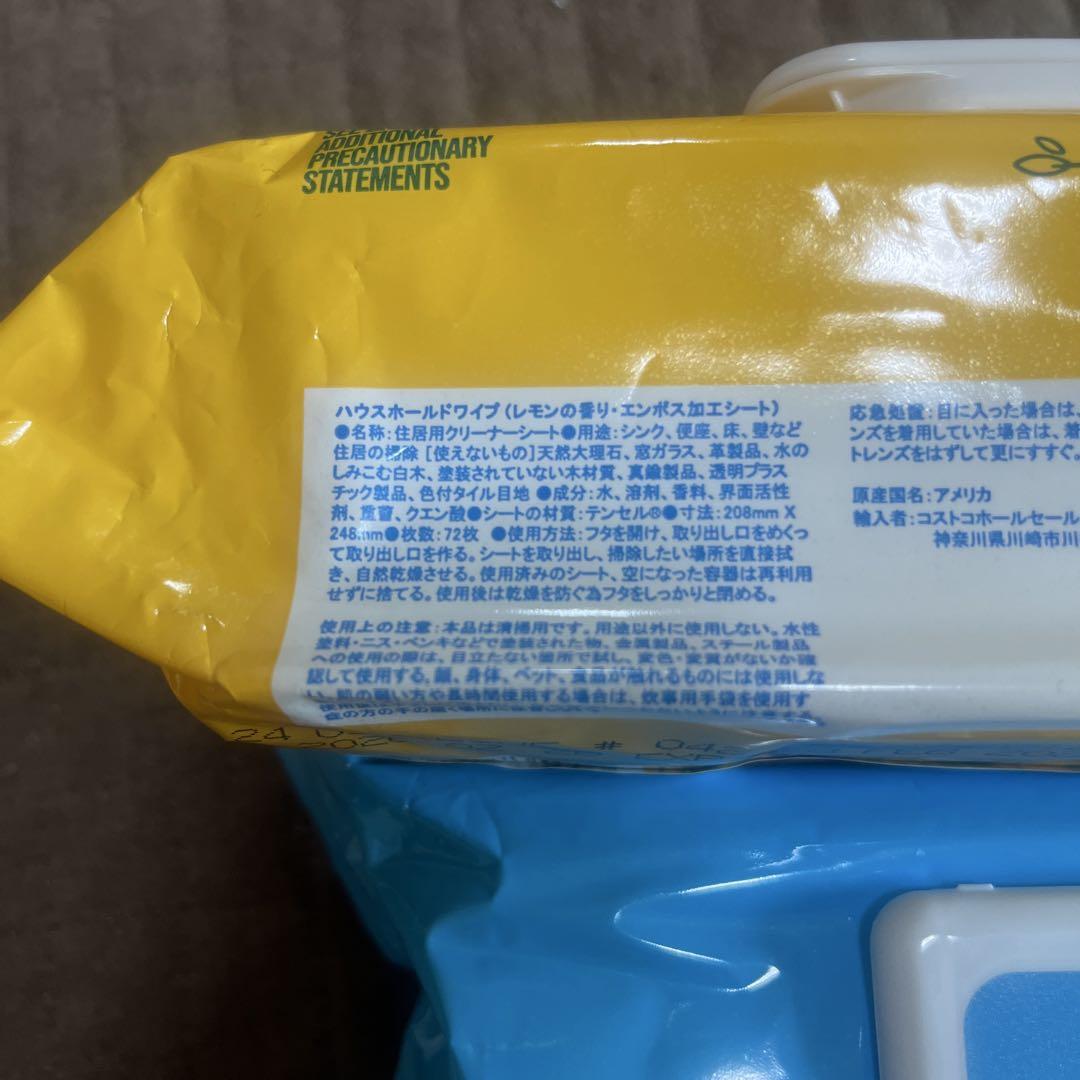 ADDITIONAL
PRECAUTIONARY
STATEMENTS
ハウスホールドワイプ(レモンの香り・エンボス加工シート)
●名称:住居用クリーナーシート●用途:シンク、便座、床、壁など
住居の掃除 [使えないもの]天然大理石、窓ガラス、革製品、水の
しみこむ白木、塗装されていない木材質、真鍮製品、透明プラス
チック製品、色付タイル目地 ●成分:水、溶剤、香料、界面活性
剤、重曹、クエン酸●シートの材質:テンセル®●寸法:208mm X
248mm●枚数:72枚 ●使用方法:フタを開け、取り出し口をめくっ
て取り出し口を作る。シートを取り出し、掃除したい場所を直接拭
き、自然乾燥させる。使用済みのシート、空になった容器は再利用
せずに捨てる。使用後は乾燥を防ぐ為フタをしっかりと閉める。
使用上の注意:本品は清掃用です。用途以外に使用しない。水性
塗料・ニス・ペンキなどで塗装された物、金属製品、スチール製品
への使用の際は、目立たない箇所で試し、変色・変質がないか確
認して使用する。顔、身体、ペット、食品が触れるものには使用しな
い。肌の弱い方や長時間使用する場合は、炊事用手袋を使用す
応急処置:目に入った場合は、
ンズを着用していた場合は、着
トレンズをはずして更にすすぐ。
原産国名:アメリカ
輸入者:コストコホールセール
神奈川県川崎市川
24
#